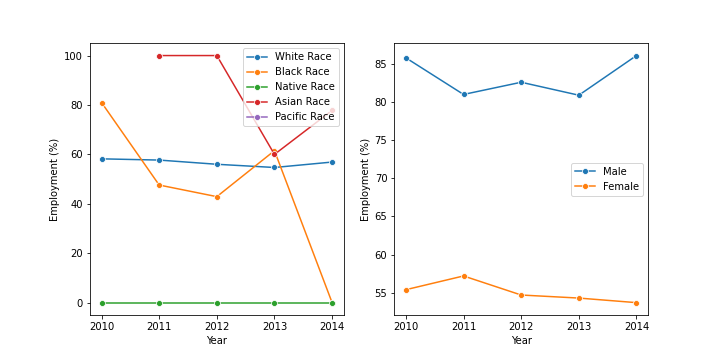 100
80
60
40
20
0
Employment (%)
2010 2011 2012 2013 2014
Year
White Race
Black Race
Native Race
Asian Race
Pacific Race
85
80
75
70
65
60
55
Employment (%)
2010 2011 2012 2013 2014
Year
Male
Female